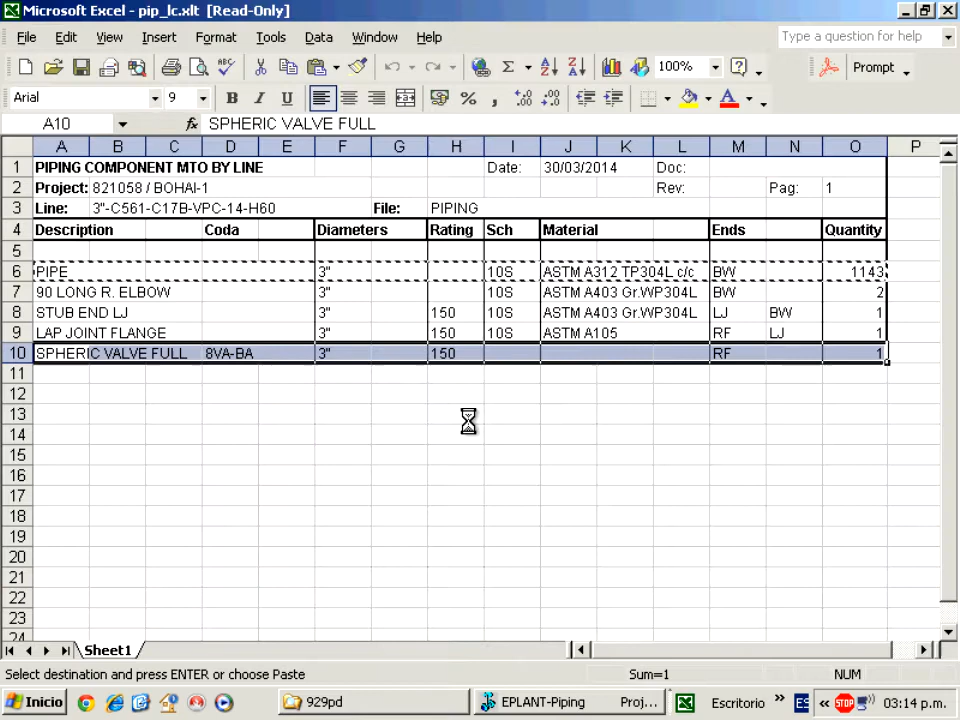 Microsoft Excel - pip_lc.xlt [Read-Only]
File Edit View Insert Format Tools Data Window Help Type a question for help
Σ 100% ? Prompt
Arial 9 B I U % , A
A10 fx SPHERIC VALVE FULL
A B C D E F G H I J K L M N O P
1 PIPING COMPONENT MTO BY LINE Date: 30/03/2014 Doc:
2 Project: 821058 / BOHAI-1 Rev: Pag: 1
3 Line: 3"-C561-C17B-VPC-14-H60 File: PIPING
4 Description Coda Diameters Rating Sch Material Ends Quantity
5
6 PIPE 3" 10S ASTM A312 TP304L c/c BW 1143
7 90 LONG R. ELBOW 3" 10S ASTM A403 Gr.WP304L BW 2
8 STUB END LJ 3" 150 10S ASTM A403 Gr.WP304L LJ BW 1
9 LAP JOINT FLANGE 3" 150 10S ASTM A105 RF LJ 1
10 SPHERIC VALVE FULL 8VA-BA 3" 150 RF 1
11
12
13
14
15
16
17
18
19
20
21
22
23
24
Sheet1
Select destination and press ENTER or choose Paste Sum=1 NUM
Inicio 929pd EPLANT-Piping Proj... Escritorio » ES « STOP 03:14 p.m.